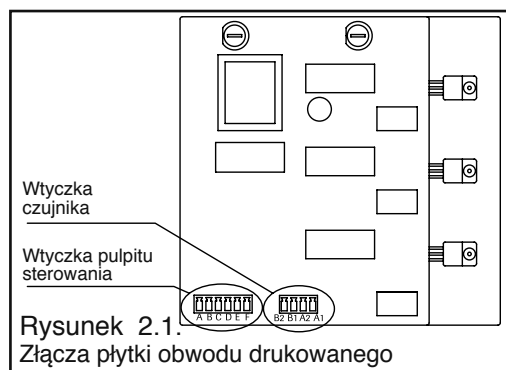 Wtyczka
czujnika
Wtyczka pulpitu
sterowania
A B C D E F
B2 B1 A2 A1
Rysunek 2.1.
Złącza płytki obwodu drukowanego